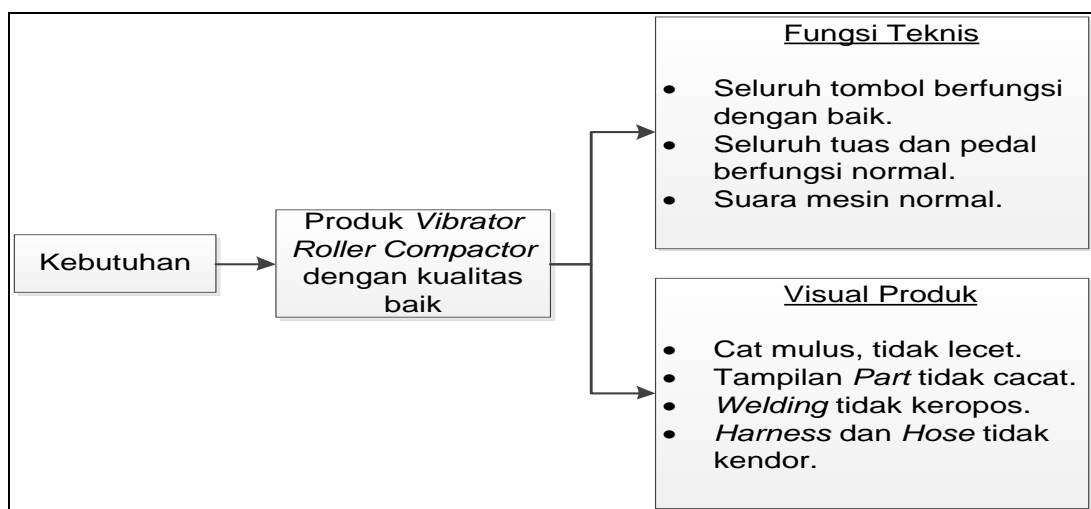 Kebutuhan
Produk Vibrator
Roller Compactor
dengan kualitas
baik
Fungsi Teknis
• Seluruh tombol berfungsi
dengan baik.
• Seluruh tuas dan pedal
berfungsi normal.
• Suara mesin normal.
Visual Produk
• Cat mulus, tidak lecet.
• Tampilan Part tidak cacat.
• Welding tidak keropos.
• Harness dan Hose tidak
kendor.